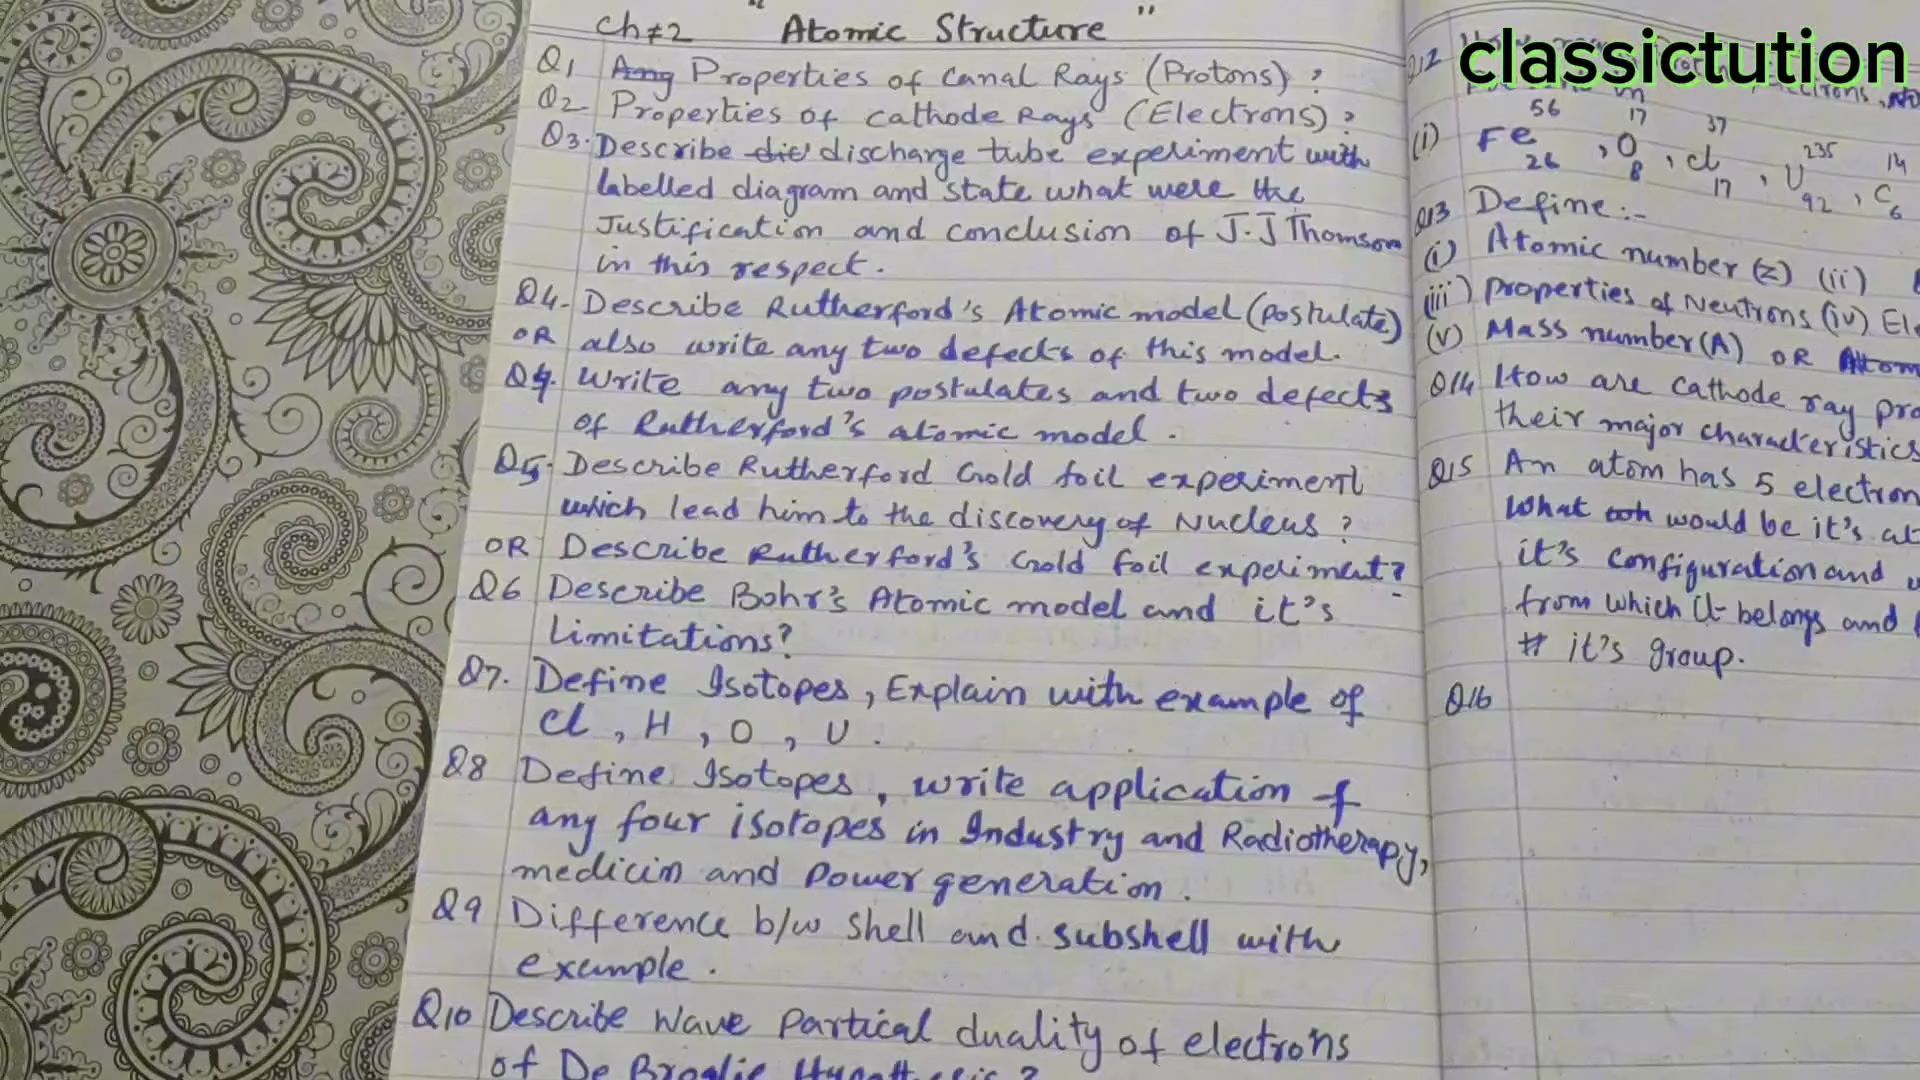 Ch#2 " Atomic Structure "
Q1 Ang Properties of Canal Rays (Protons) ?
Q2 Properties of cathode Rays (Electrons) ?
Q3. Describe die discharge tube experiment with
labelled diagram and state what were the
Justification and conclusion of J.J Thomson
in this respect.
Q4- Describe Rutherford's Atomic model (Postulate)
OR also write any two defects of this model.
Q4. Write any two postulates and two defects
of Rutherford's atomic model.
Q5. Describe Rutherford Gold foil experiment
which lead him to the discovery of Nucleus ?
OR Describe Rutherford's Gold foil experiment?
Q6 Describe Bohr's Atomic model and it's
Limitations?
Q7. Define Isotopes, Explain with example of
Cl, H, O, U.
Q8 Define Isotopes, write application of
any four isotopes in Industry and Radiotherapy,
medicin and Power generation.
Q9 Difference b/w shell and subshell with
example.
Q10 Describe Wave Partical duality of electrons
of De Broglie Hypothesis?
classictution
Q12
(i) 56 Fe 26, 17 O 8, 37 Cl 17, 235 U 92, 14 C 6
Q13 Define:-
(i) Atomic number (Z) (ii)
(iii) Properties of Neutrons (iv)
(v) Mass number (A) OR
Q14 How are cathode ray
their major characteristics
Q15 An atom has 5 electron
What would be it's
it's configuration and
from which it belongs and
# it's group.
Q16